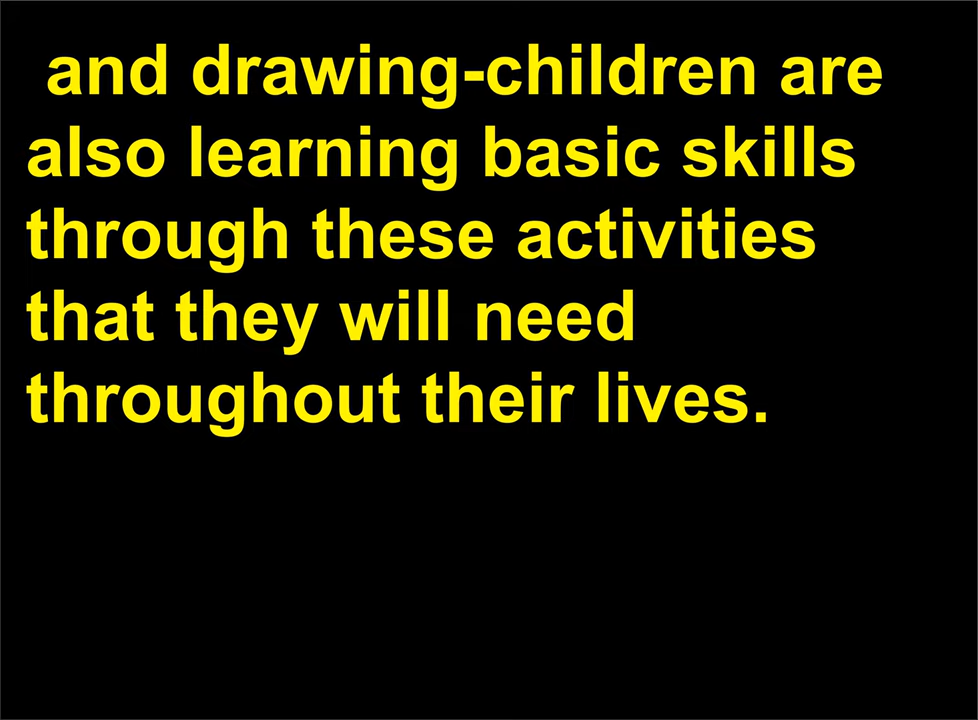 and drawing-children are
also learning basic skills
through these activities
that they will need
throughout their lives.